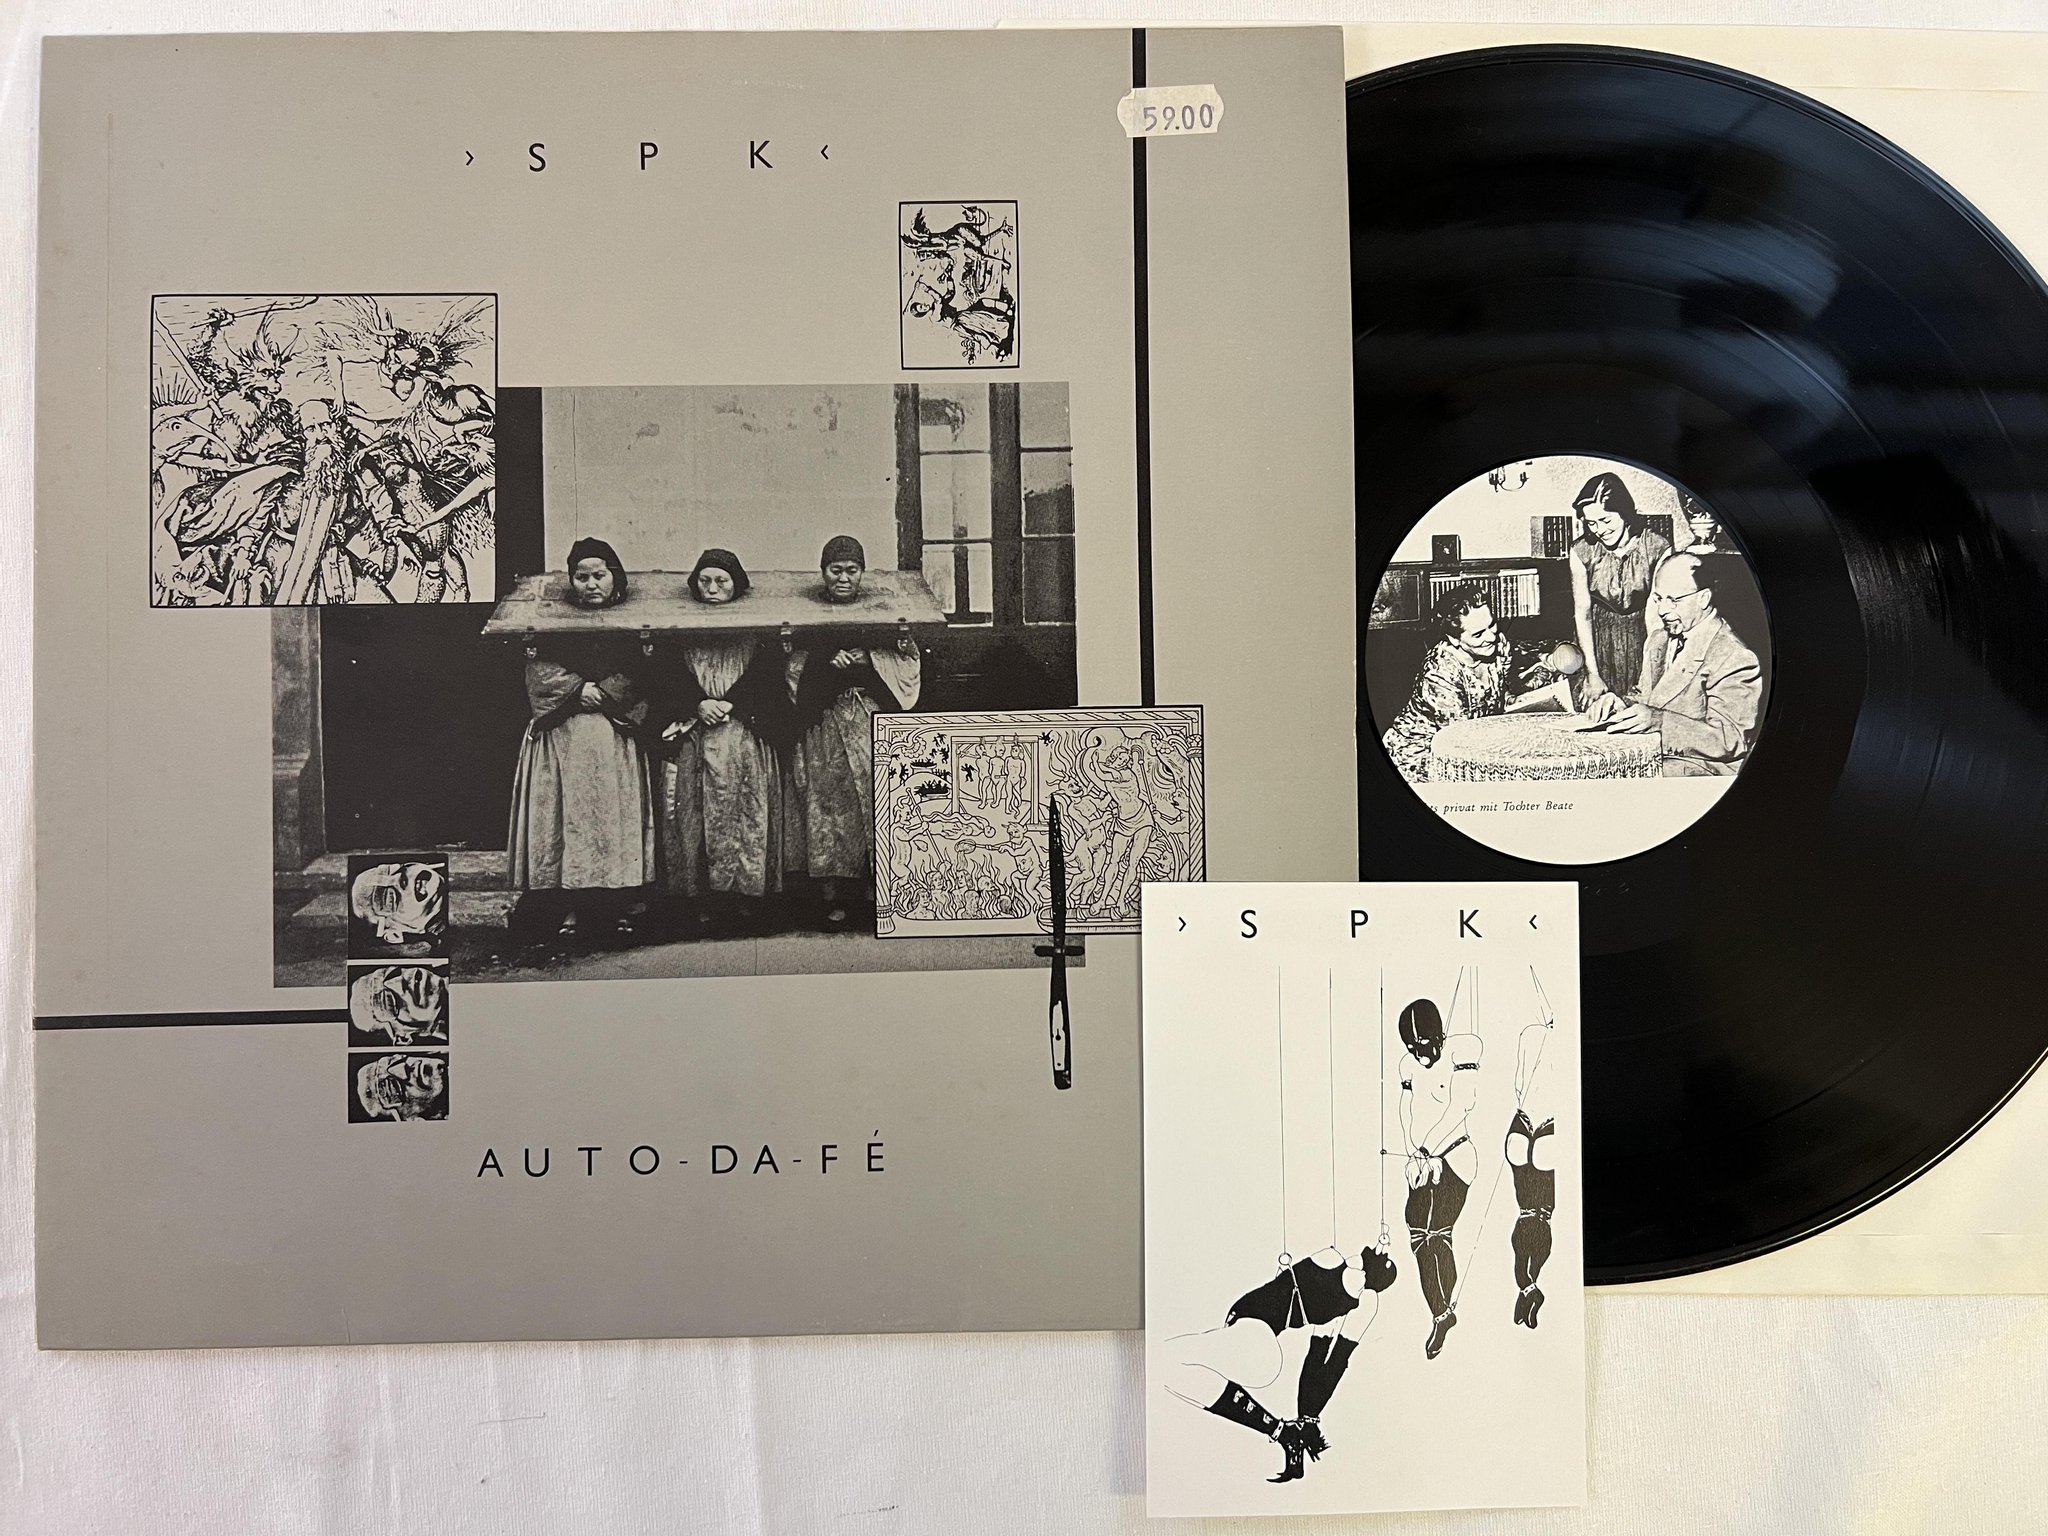 › S P K ‹
59.00
privat mit Tochter Beate
› S P K ‹
AUTO-DA-FÉ